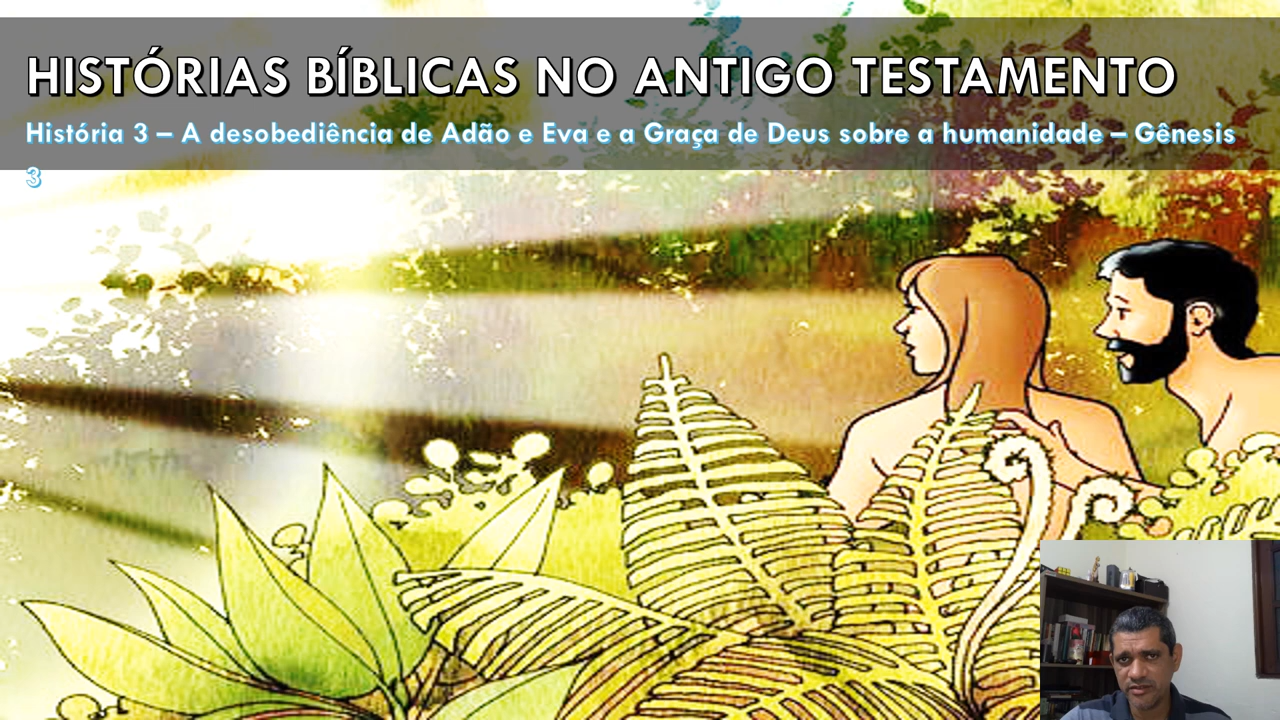 HISTÓRIAS BÍBLICAS NO ANTIGO TESTAMENTO
História 3 – A desobediência de Adão e Eva e a Graça de Deus sobre a humanidade – Gênesis
3